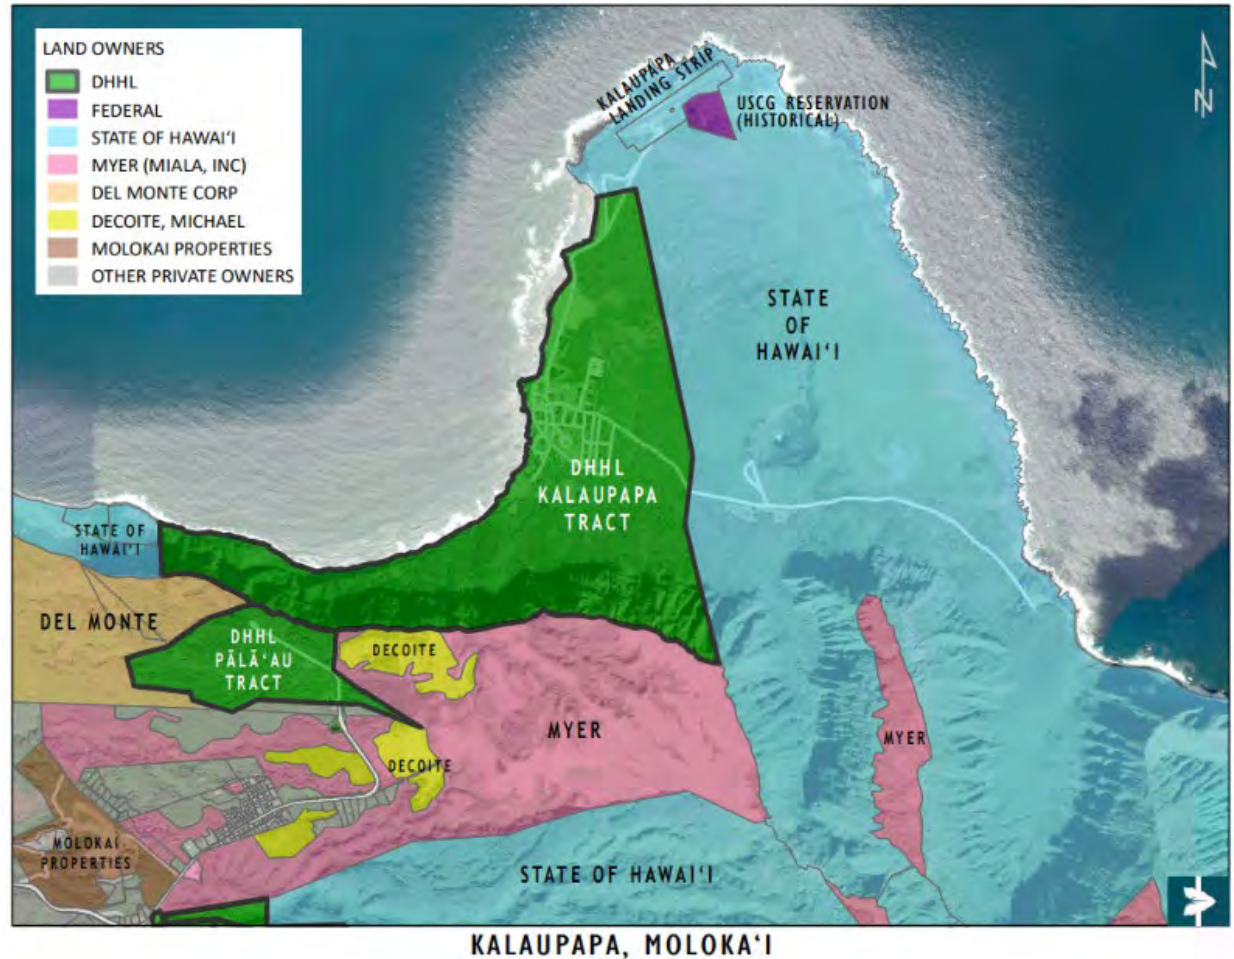 LAND OWNERS
DHHL
FEDERAL
STATE OF HAWAI‘I
MYER (MIALA, INC)
DEL MONTE CORP
DECOITE, MICHAEL
MOLOKAI PROPERTIES
OTHER PRIVATE OWNERS
KALAUPAPA
LANDING STRIP
USCG RESERVATION
(HISTORICAL)
N
STATE
OF
HAWAI‘I
DHHL
KALAUPAPA
TRACT
STATE OF
HAWAI‘I
DEL MONTE
DHHL
PĀLĀ‘AU
TRACT
DECOITE
MYER
MYER
DECOITE
MOLOKAI
PROPERTIES
STATE OF HAWAI‘I
KALAUPAPA, MOLOKA‘I